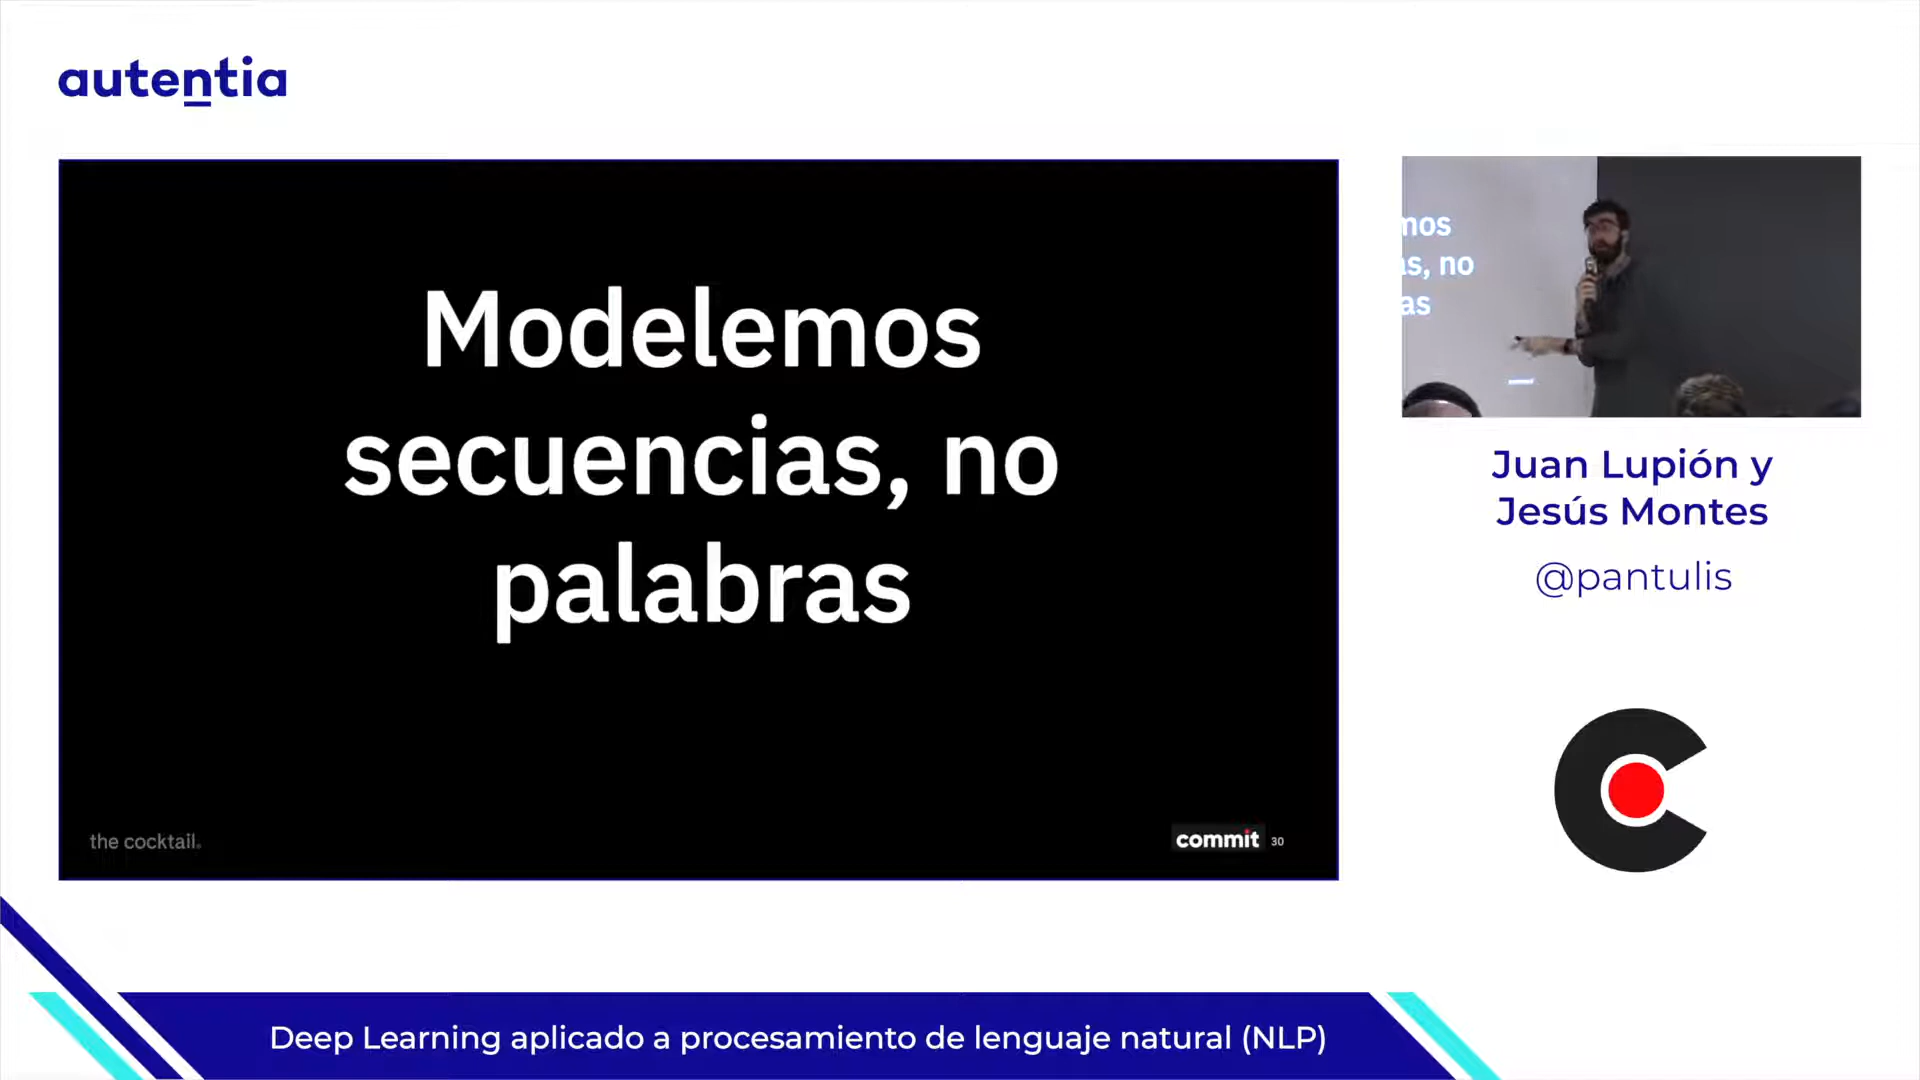 autentia
Modelemos
secuencias, no
palabras
the cocktail.
commit 30
mos
as, no
as
Juan Lupión y
Jesús Montes
@pantulis
Deep Learning aplicado a procesamiento de lenguaje natural (NLP)